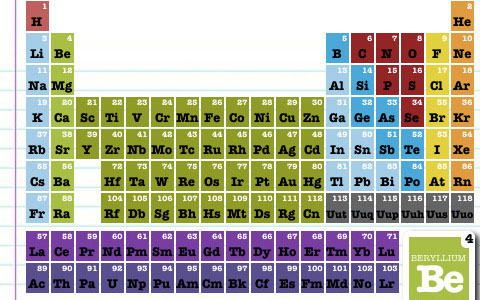 1 2
H He
3 4 5 6 7 8 9 10
Li Be B C N O F Ne
11 12 13 14 15 16 17 18
Na Mg Al Si P S Cl Ar
19 20 21 22 23 24 25 26 27 28 29 30 31 32 33 34 35 36
K Ca Sc Ti V Cr Mn Fe Co Ni Cu Zn Ga Ge As Se Br Kr
37 38 39 40 41 42 43 44 45 46 47 48 49 50 51 52 53 54
Rb Sr Y Zr Nb Mo Tc Ru Rh Pd Ag Cd In Sn Sb Te I Xe
55 56 72 73 74 75 76 77 78 79 80 81 82 83 84 85 86
Cs Ba Hf Ta W Re Os Ir Pt Au Hg Tl Pb Bi Po At Rn
87 88 104 105 106 107 108 109 110 111 112 113 114 115 116 117 118
Fr Ra Rf Db Sg Bh Hs Mt Ds Rg Cn Uut Uuq Uup Uuh Uus Uuo
57 58 59 60 61 62 63 64 65 66 67 68 69 70 71
La Ce Pr Nd Pm Sm Eu Gd Tb Dy Ho Er Tm Yb Lu
89 90 91 92 93 94 95 96 97 98 99 100 101 102 103
Ac Th Pa U Np Pu Am Cm Bk Cf Es Fm Md No Lr
4
BERYLLIUM
Be